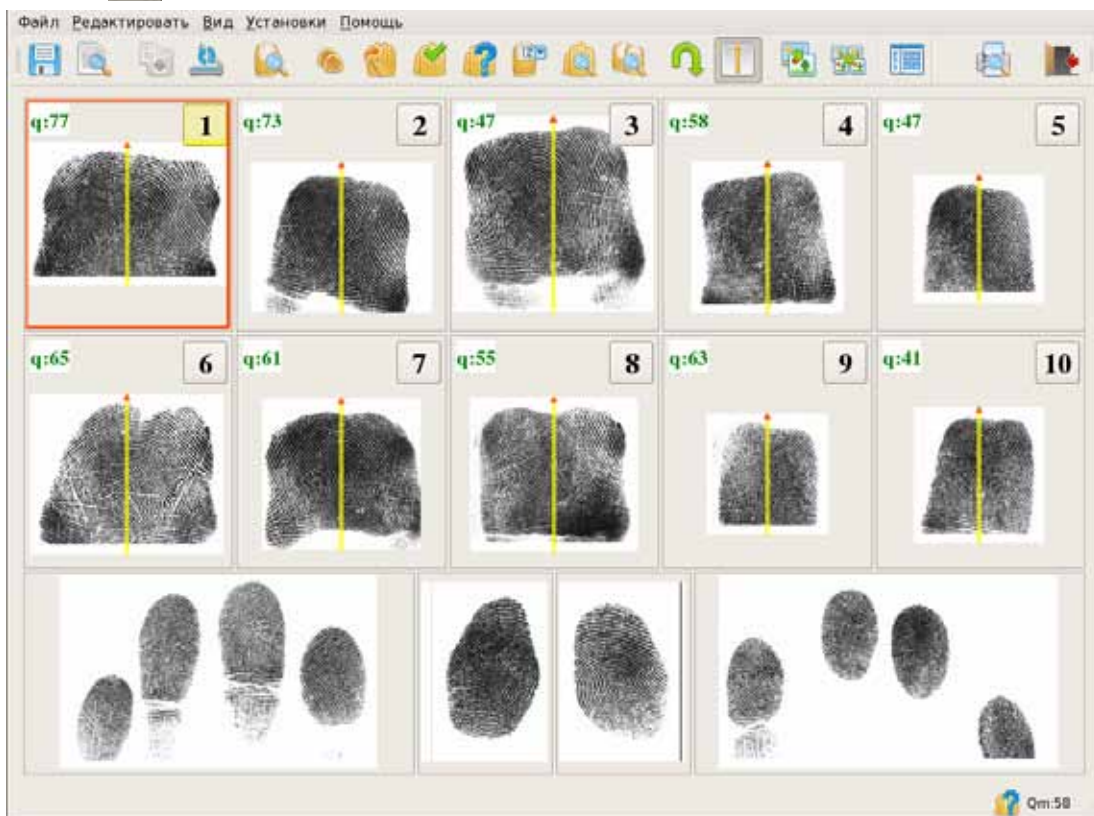 Файл Редактировать Вид Установки Помощь
q:77 1 q:73 2 q:47 3 q:58 4 q:47 5
q:65 6 q:61 7 q:55 8 q:63 9 q:41 10
Qm:58